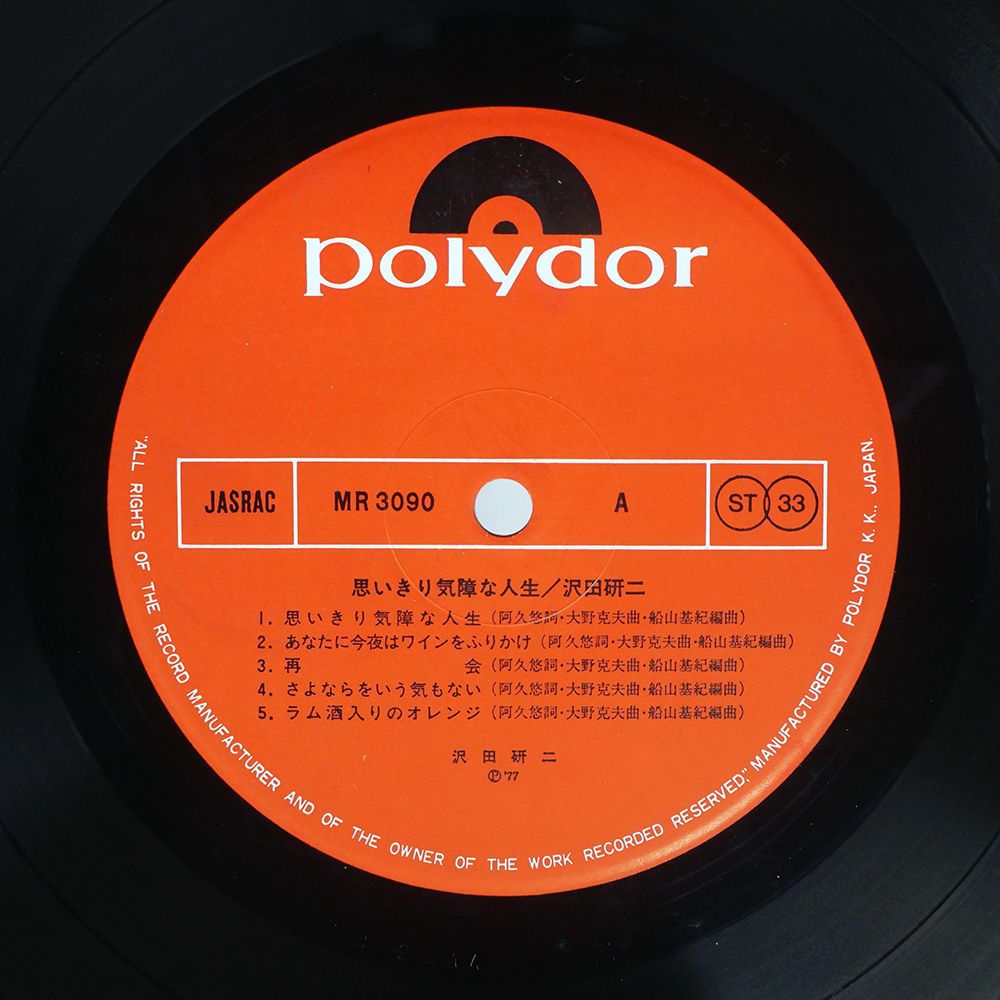 polydor
JASRAC MR 3090 A ST 33
思いきり気障な人生／沢田研二
1. 思いきり気障な人生（阿久悠詞・大野克夫曲・船山基紀編曲）
2. あなたに今夜はワインをふりかけ（阿久悠詞・大野克夫曲・船山基紀編曲）
3. 再会（阿久悠詞・大野克夫曲・船山基紀編曲）
4. さよならをいう気もない（阿久悠詞・大野克夫曲・船山基紀編曲）
5. ラム酒入りのオレンジ（阿久悠詞・大野克夫曲・船山基紀編曲）
沢田研二
Ⓟ '77
"ALL RIGHTS OF THE RECORD MANUFACTURER AND OF THE OWNER OF THE WORK RECORDED RESERVED," MANUFACTURED BY POLYDOR K. K., JAPAN.